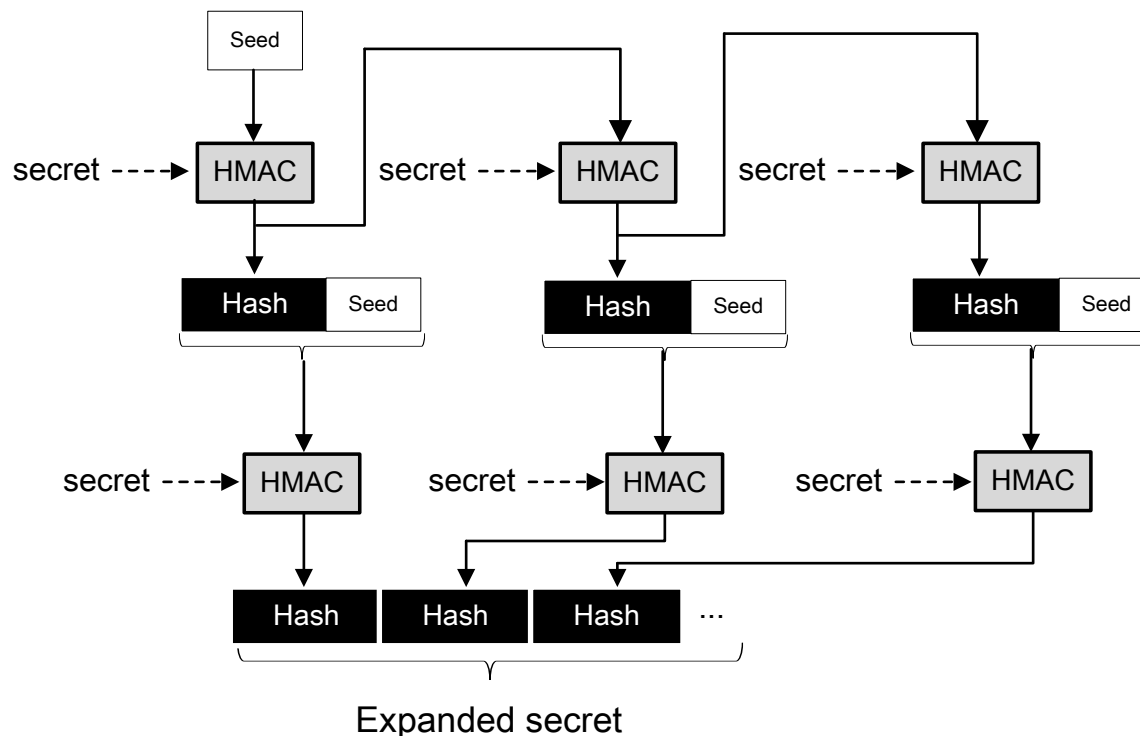 Seed
secret HMAC secret HMAC secret HMAC
Hash Seed Hash Seed Hash Seed
secret HMAC secret HMAC secret HMAC
Hash Hash Hash ...
Expanded secret